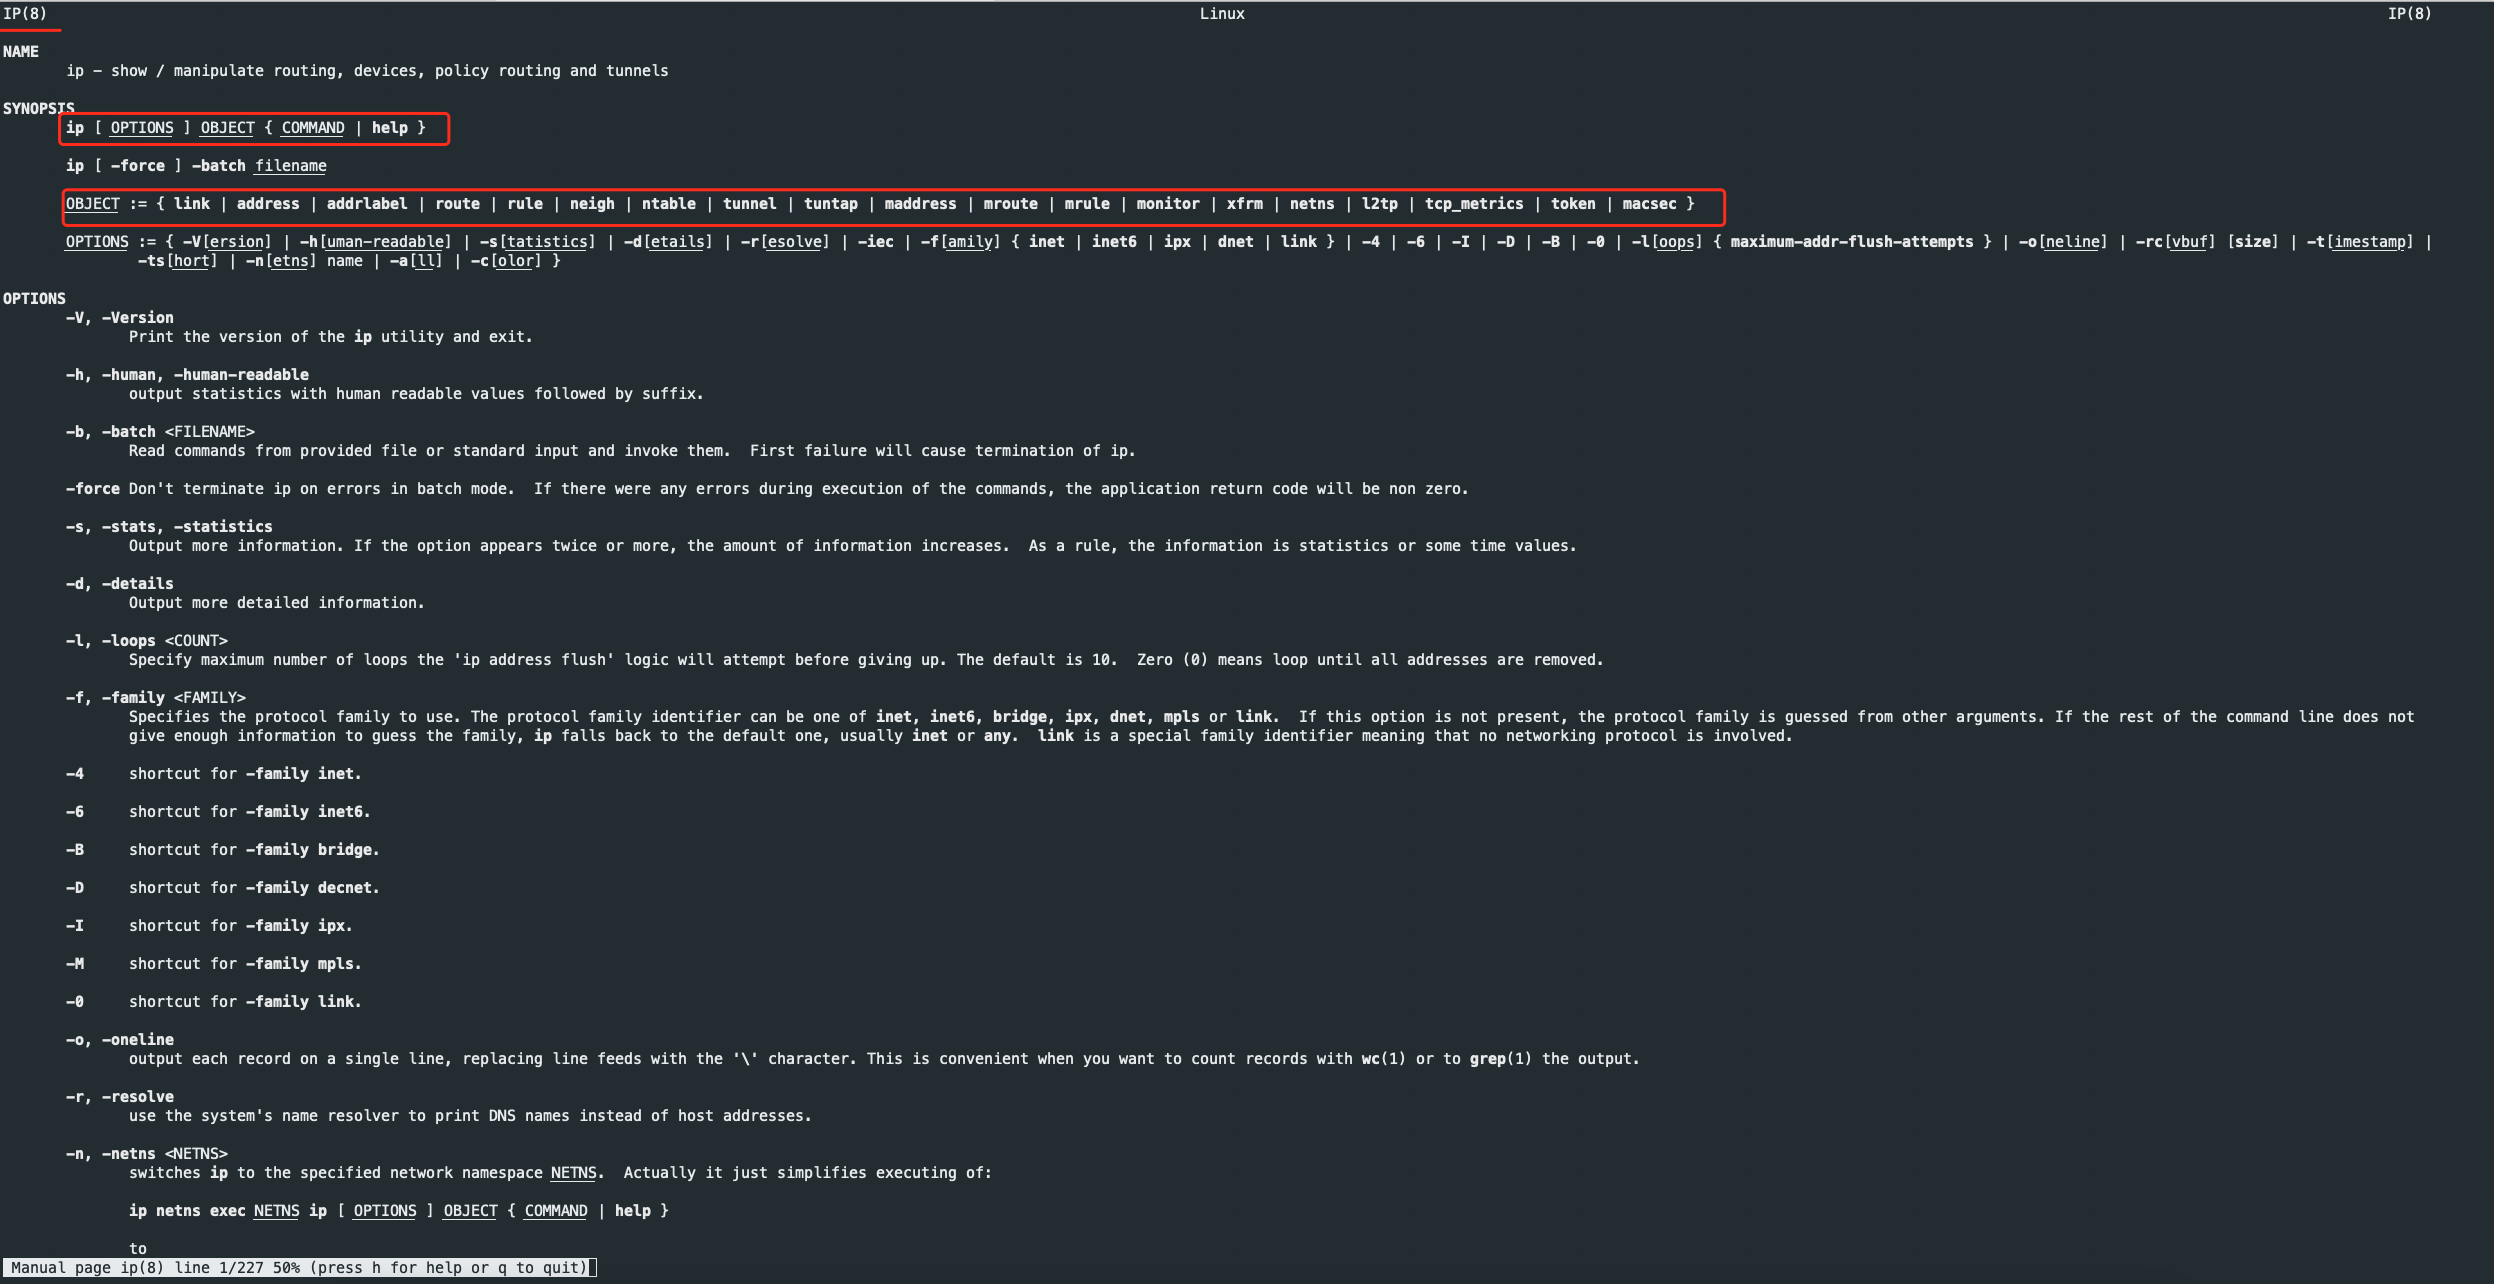 IP(8) Linux IP(8)
NAME
ip – show / manipulate routing, devices, policy routing and tunnels
SYNOPSIS
ip [ OPTIONS ] OBJECT { COMMAND | help }
ip [ –force ] –batch filename
OBJECT := { link | address | addrlabel | route | rule | neigh | ntable | tunnel | tuntap | maddress | mroute | mrule | monitor | xfrm | netns | l2tp | tcp_metrics | token | macsec }
OPTIONS := { –V[ersion] | –h[uman-readable] | –s[tatistics] | –d[etails] | –r[esolve] | –iec | –f[amily] { inet | inet6 | ipx | dnet | link } | –4 | –6 | –I | –D | –B | –0 | –l[oops] { maximum-addr-flush-attempts } | –o[neline] | –rc[vbuf] [size] | –t[imestamp] |
–ts[hort] | –n[etns] name | –a[ll] | –c[olor] }
OPTIONS
–V, –Version
Print the version of the ip utility and exit.
–h, –human, –human-readable
output statistics with human readable values followed by suffix.
–b, –batch <FILENAME>
Read commands from provided file or standard input and invoke them.  First failure will cause termination of ip.
–force Don't terminate ip on errors in batch mode.  If there were any errors during execution of the commands, the application return code will be non zero.
–s, –stats, –statistics
Output more information. If the option appears twice or more, the amount of information increases.  As a rule, the information is statistics or some time values.
–d, –details
Output more detailed information.
–l, –loops <COUNT>
Specify maximum number of loops the 'ip address flush' logic will attempt before giving up. The default is 10.  Zero (0) means loop until all addresses are removed.
–f, –family <FAMILY>
Specifies the protocol family to use. The protocol family identifier can be one of inet, inet6, bridge, ipx, dnet, mpls or link.  If this option is not present, the protocol family is guessed from other arguments. If the rest of the command line does not
give enough information to guess the family, ip falls back to the default one, usually inet or any.  link is a special family identifier meaning that no networking protocol is involved.
–4 shortcut for –family inet.
–6 shortcut for –family inet6.
–B shortcut for –family bridge.
–D shortcut for –family decnet.
–I shortcut for –family ipx.
–M shortcut for –family mpls.
–0 shortcut for –family link.
–o, –oneline
output each record on a single line, replacing line feeds with the '\' character. This is convenient when you want to count records with wc(1) or to grep(1) the output.
–r, –resolve
use the system's name resolver to print DNS names instead of host addresses.
–n, –netns <NETNS>
switches ip to the specified network namespace NETNS.  Actually it just simplifies executing of:
ip netns exec NETNS ip [ OPTIONS ] OBJECT { COMMAND | help }
to
Manual page ip(8) line 1/227 50% (press h for help or q to quit)